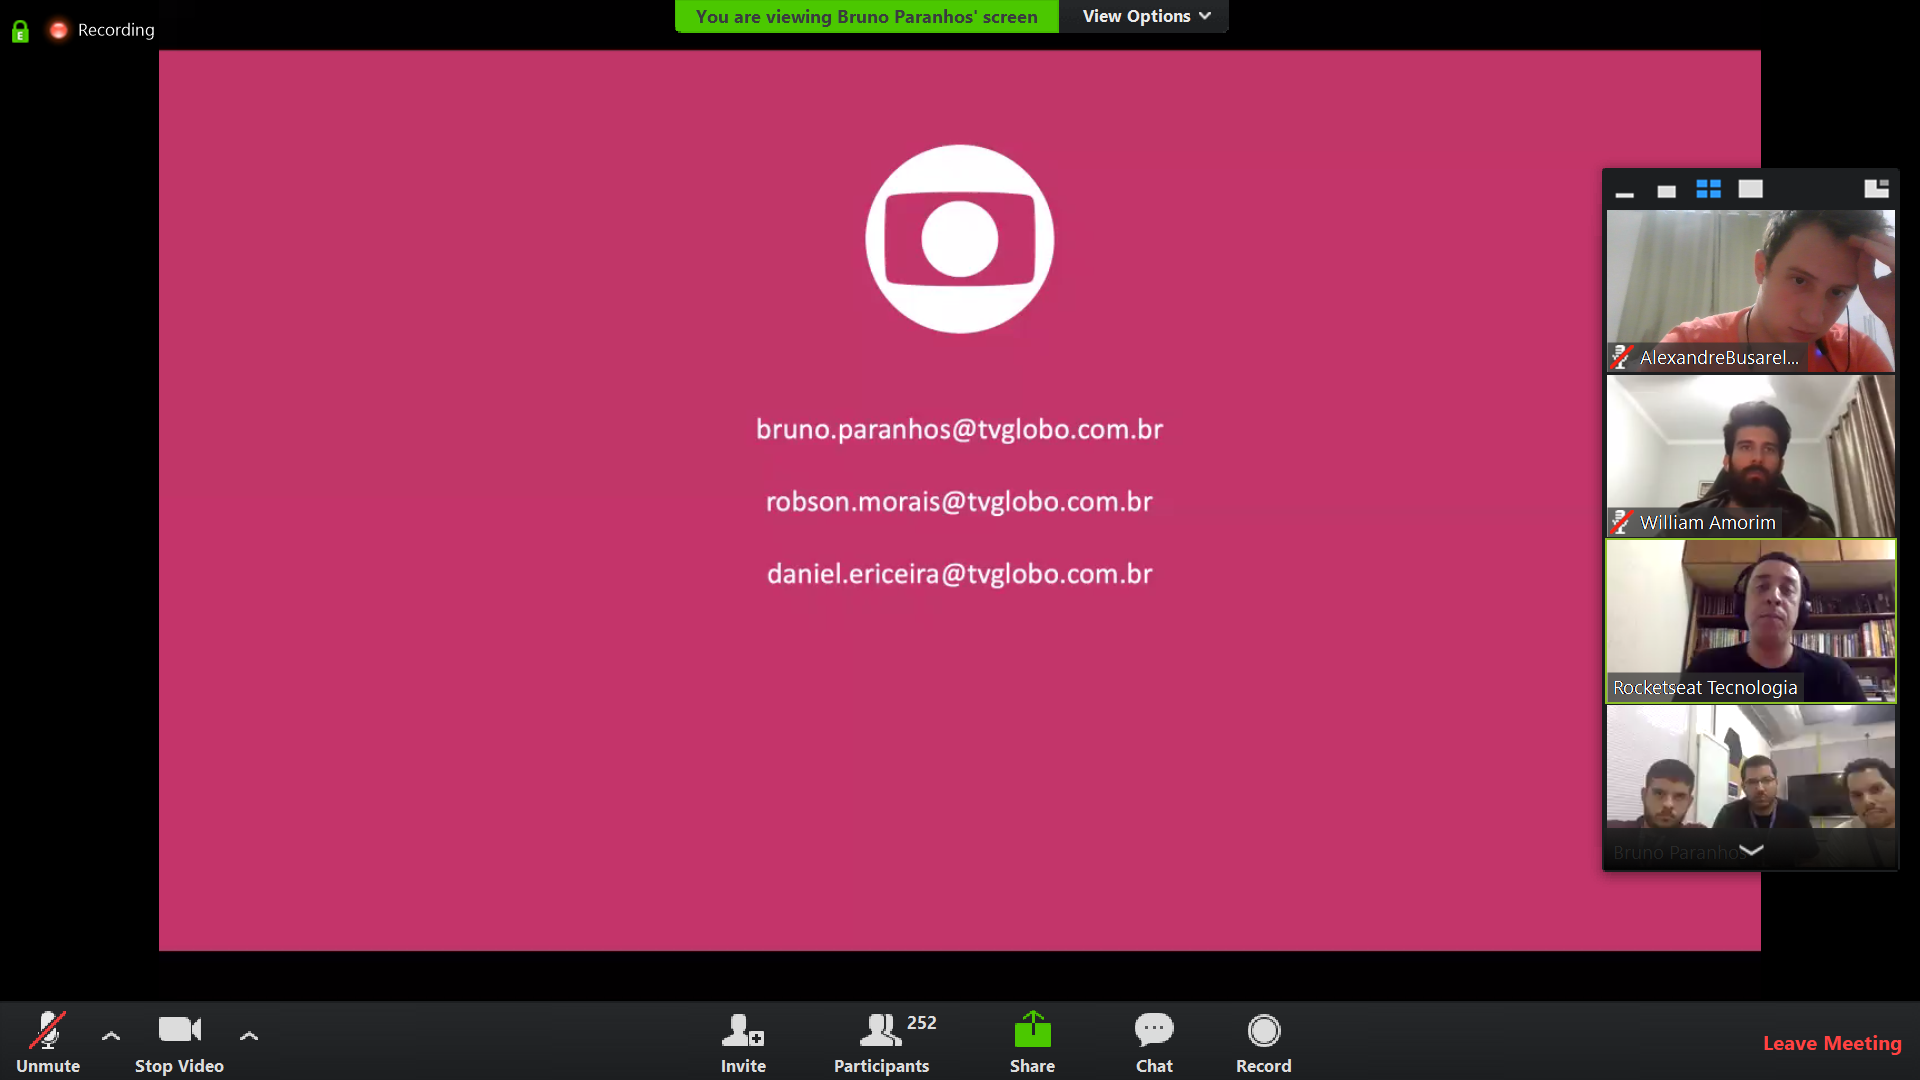 Recording
You are viewing Bruno Paranhos' screen
View Options
bruno.paranhos@tvglobo.com.br
robson.morais@tvglobo.com.br
daniel.ericeira@tvglobo.com.br
AlexandreBusarel...
William Amorim
Rocketseat Tecnologia
Bruno Paranhos
Unmute
Stop Video
Invite
252
Participants
Share
Chat
Record
Leave Meeting